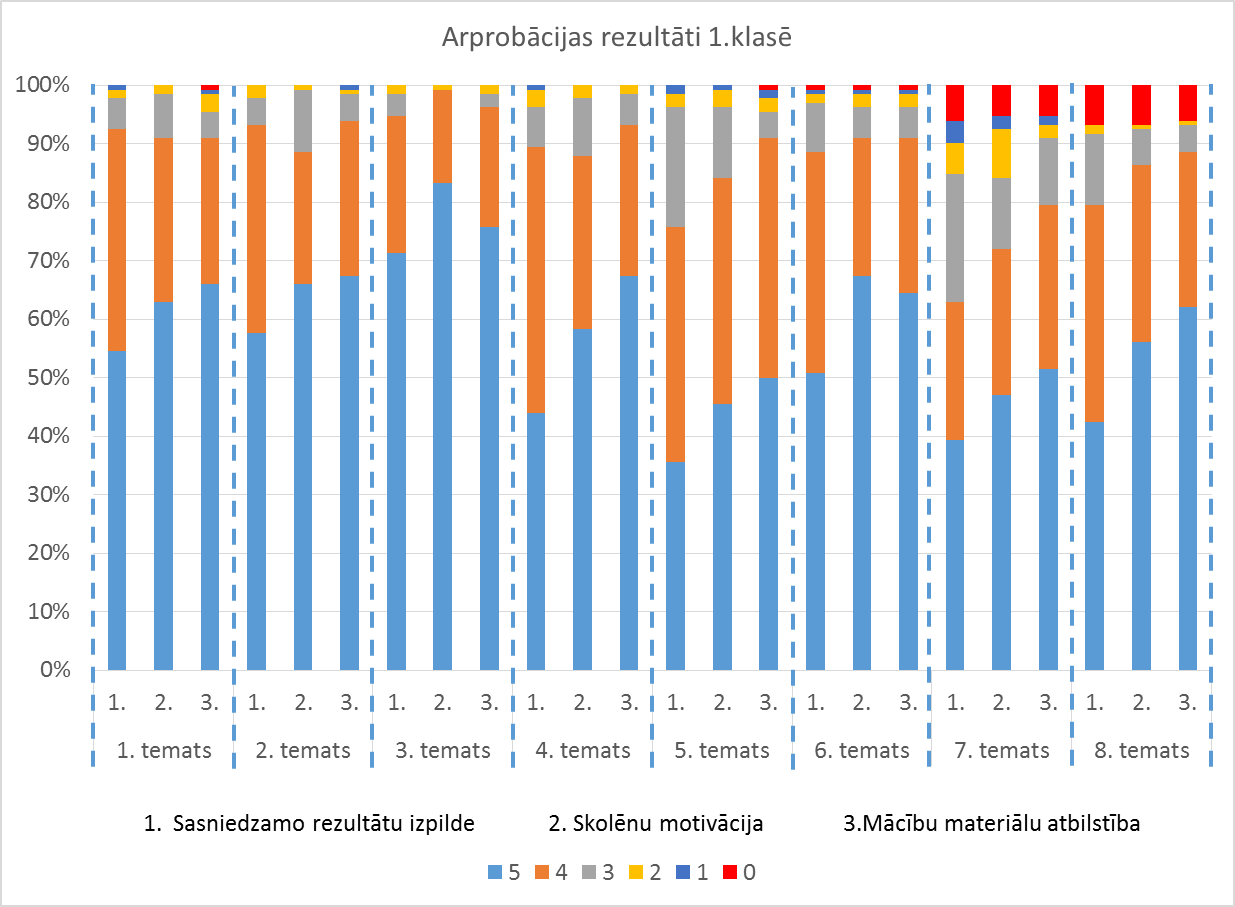 Arprobācijas rezultāti 1.klasē
100%
90%
80%
70%
60%
50%
40%
30%
20%
10%
0%
1. 2. 3. 1. 2. 3. 1. 2. 3. 1. 2. 3. 1. 2. 3. 1. 2. 3. 1. 2. 3. 1. 2. 3.
1. temats 2. temats 3. temats 4. temats 5. temats 6. temats 7. temats 8. temats
1. Sasniedzamo rezultātu izpilde 2. Skolēnu motivācija 3.Mācību materiālu atbilstība
5 4 3 2 1 0